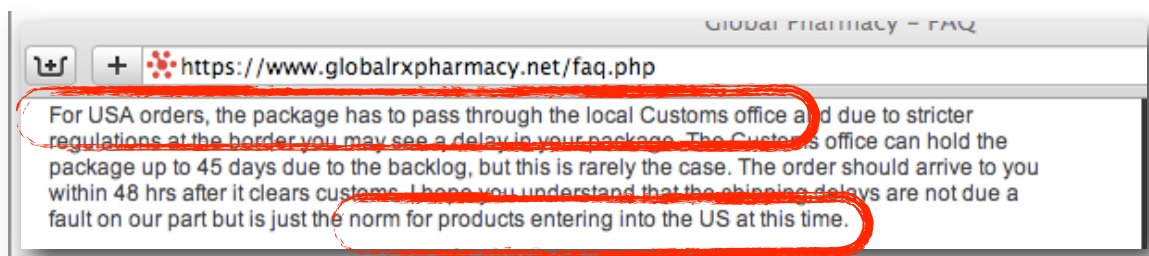 Global Pharmacy – FAQ
https://www.globalrxpharmacy.net/faq.php
For USA orders, the package has to pass through the local Customs office and due to stricter
regulations at the border you may see a delay in your package. The Customs office can hold the
package up to 45 days due to the backlog, but this is rarely the case. The order should arrive to you
within 48 hrs after it clears customs. I hope you understand that the shipping delays are not due a
fault on our part but is just the norm for products entering into the US at this time.